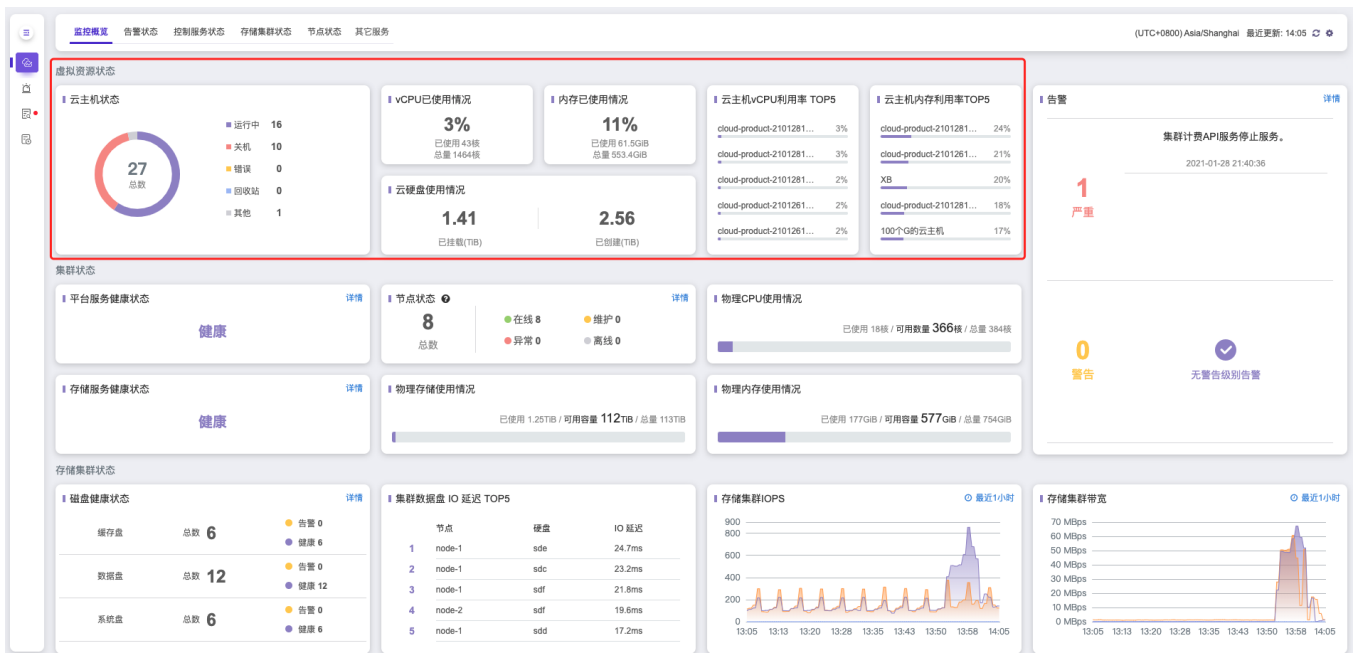 监控概览 告警状态 控制服务状态 存储集群状态 节点状态 其它服务
(UTC+0800) Asia/Shanghai 最近更新: 14:05
虚拟资源状态
云主机状态
27
总数
运行中 16
关机 10
错误 0
回收站 0
其他 1
vCPU已使用情况
3%
已使用 43核
总量 1464核
内存已使用情况
11%
已使用 61.5GiB
总量 553.4GiB
云硬盘使用情况
1.41
已挂载(TiB)
2.56
已创建(TiB)
云主机vCPU利用率 TOP5
cloud-product-2101281... 3%
cloud-product-2101281... 3%
cloud-product-2101281... 2%
cloud-product-2101261... 2%
cloud-product-2101261... 2%
云主机内存利用率TOP5
cloud-product-2101281... 24%
cloud-product-2101261... 21%
XB 20%
cloud-product-2101281... 18%
100个G的云主机 17%
告警 详情
1
严重
集群计费API服务停止服务。
2021-01-28 21:40:36
0
警告
无警告级别告警
集群状态
平台服务健康状态 详情
健康
节点状态 详情
8
总数
在线 8
维护 0
异常 0
离线 0
物理CPU使用情况
已使用 18核 / 可用数量 366核 / 总量 384核
存储服务健康状态 详情
健康
物理存储使用情况
已使用 1.25TiB / 可用容量 112TiB / 总量 113TiB
物理内存使用情况
已使用 177GiB / 可用容量 577GiB / 总量 754GiB
存储集群状态
磁盘健康状态 详情
缓存盘 总数 6
告警 0
健康 6
数据盘 总数 12
告警 0
健康 12
系统盘 总数 6
告警 0
健康 6
集群数据盘 IO 延迟 TOP5
节点 硬盘 IO 延迟
1 node-1 sde 24.7ms
2 node-1 sdc 23.2ms
3 node-1 sdf 21.8ms
4 node-2 sdf 19.6ms
5 node-1 sdd 17.2ms
存储集群IOPS 最近1小时
900
800
600
400
200
0
13:05 13:13 13:20 13:28 13:35 13:43 13:50 13:58 14:05
存储集群带宽 最近1小时
70 MBps
60 MBps
50 MBps
40 MBps
30 MBps
20 MBps
10 MBps
0 MBps
13:05 13:13 13:20 13:28 13:35 13:43 13:50 13:58 14:05